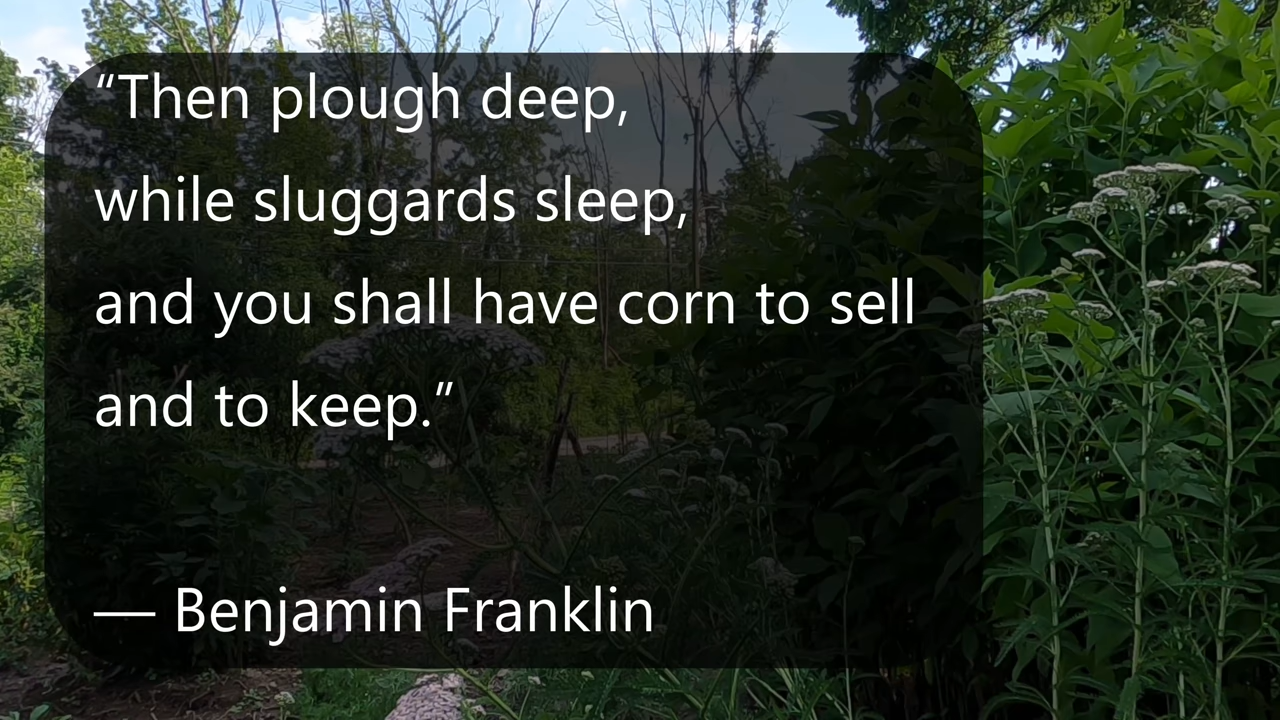 “Then plough deep,
while sluggards sleep,
and you shall have corn to sell
and to keep.”
— Benjamin Franklin